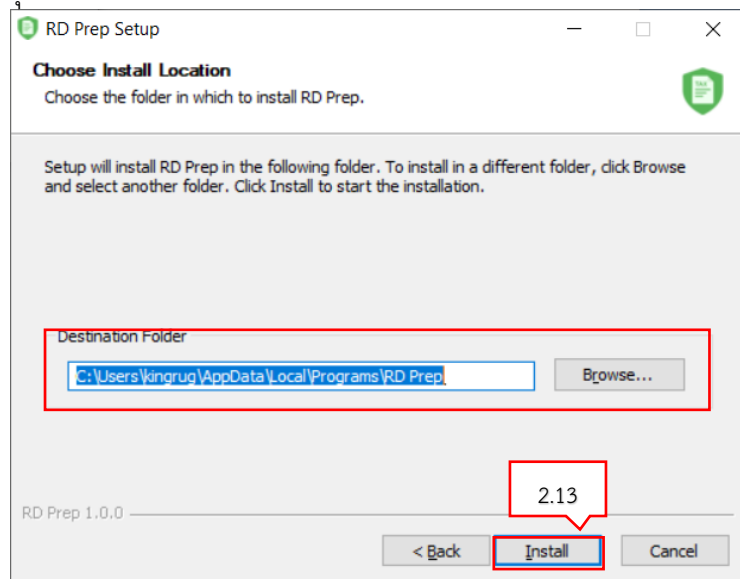 RD Prep Setup
Choose Install Location
Choose the folder in which to install RD Prep.
Setup will install RD Prep in the following folder. To install in a different folder, click Browse
and select another folder. Click Install to start the installation.
Destination Folder
C:\Users\kingrug\AppData\Local\Programs\RD Prep
Browse...
2.13
RD Prep 1.0.0
< Back
Install
Cancel